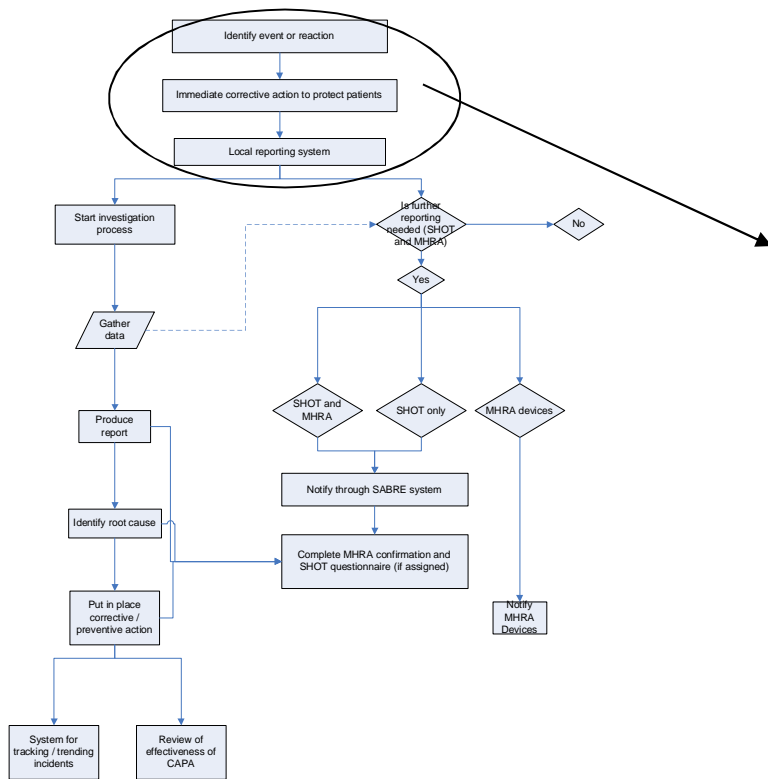 Identify event or reaction
Immediate corrective action to protect patients
Local reporting system
Start investigation
process
Is further
reporting
needed (SHOT
and MHRA)
No
Yes
Gather
data
SHOT and
MHRA
SHOT only
MHRA devices
Produce
report
Notify through SABRE system
Identify root cause
Complete MHRA confirmation and
SHOT questionnaire (if assigned)
Put in place
corrective /
preventive action
Notify
MHRA
Devices
System for
tracking / trending
incidents
Review of
effectiveness of
CAPA